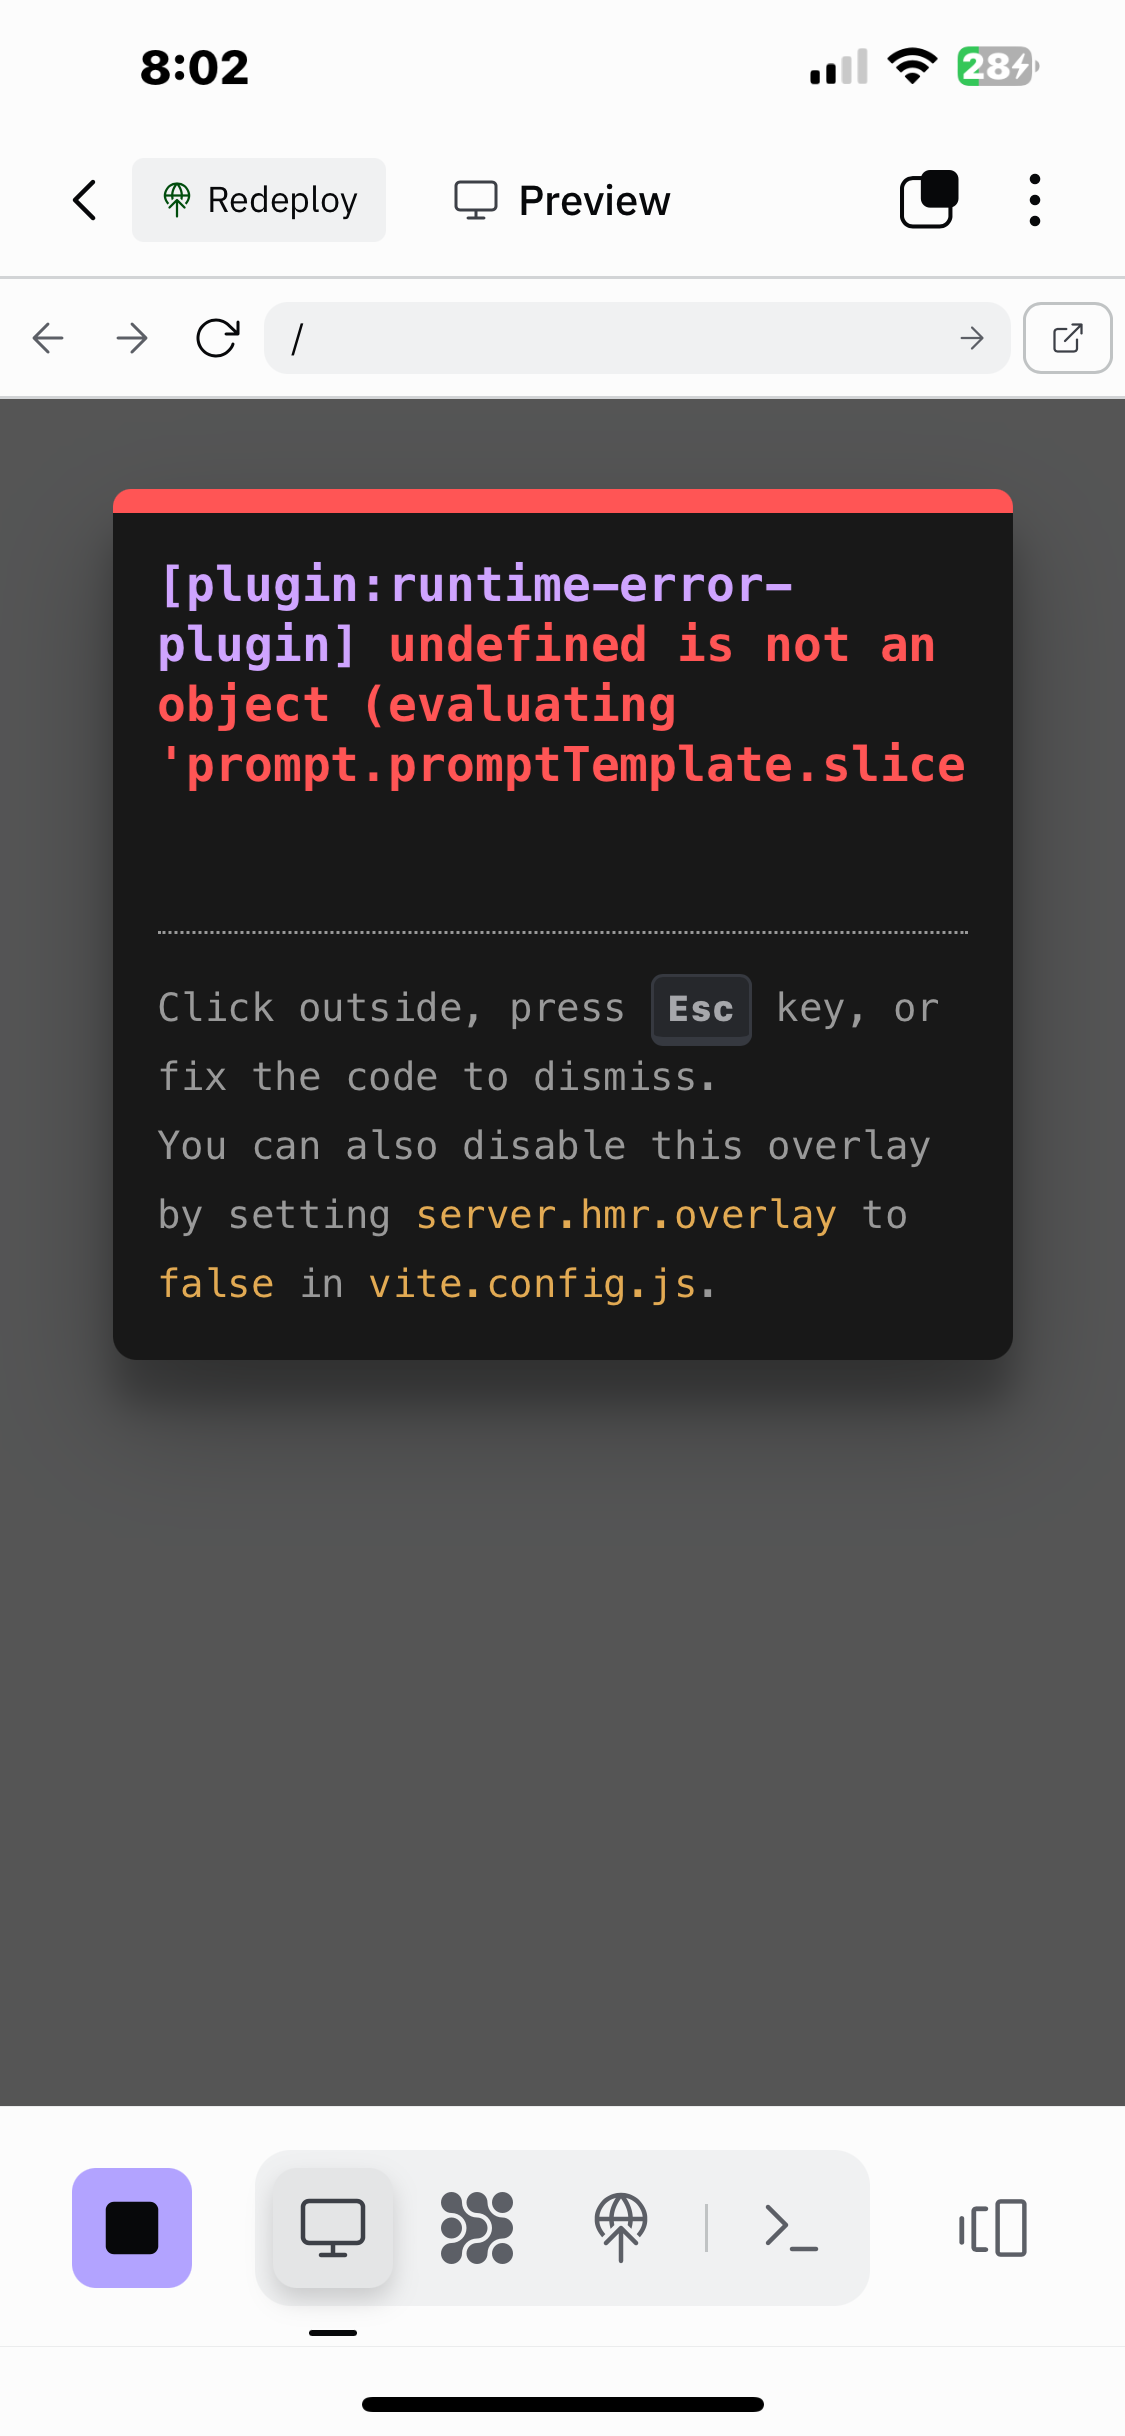 8:02
28
Redeploy
Preview
/
[plugin:runtime-error-
plugin] undefined is not an
object (evaluating
'prompt.promptTemplate.slice
Click outside, press Esc key, or
fix the code to dismiss.
You can also disable this overlay
by setting server.hmr.overlay to
false in vite.config.js.